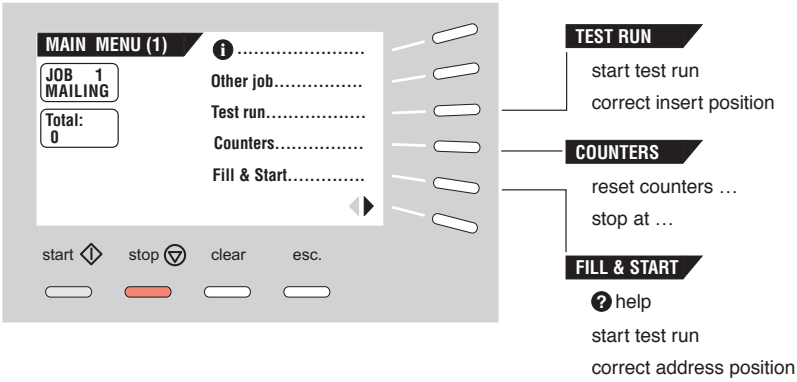 MAIN MENU (1)
JOB 1
MAILING
Total:
0
i ........................
Other job................
Test run..................
Counters................
Fill & Start..............
start
stop
clear
esc.
TEST RUN
start test run
correct insert position
COUNTERS
reset counters …
stop at …
FILL & START
? help
start test run
correct address position